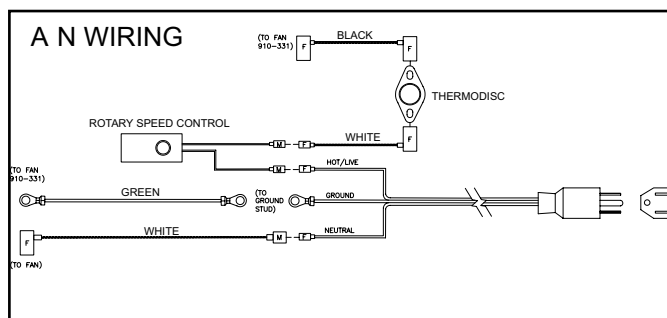 A N WIRING
(TO FAN
910-331)
F
BLACK
F
THERMODISC
F
ROTARY SPEED CONTROL
M
F
WHITE
(TO FAN
910-331)
M
F
HOT/LIVE
GREEN
(TO
GROUND
STUD)
GROUND
F
WHITE
M
F
NEUTRAL
(TO FAN)